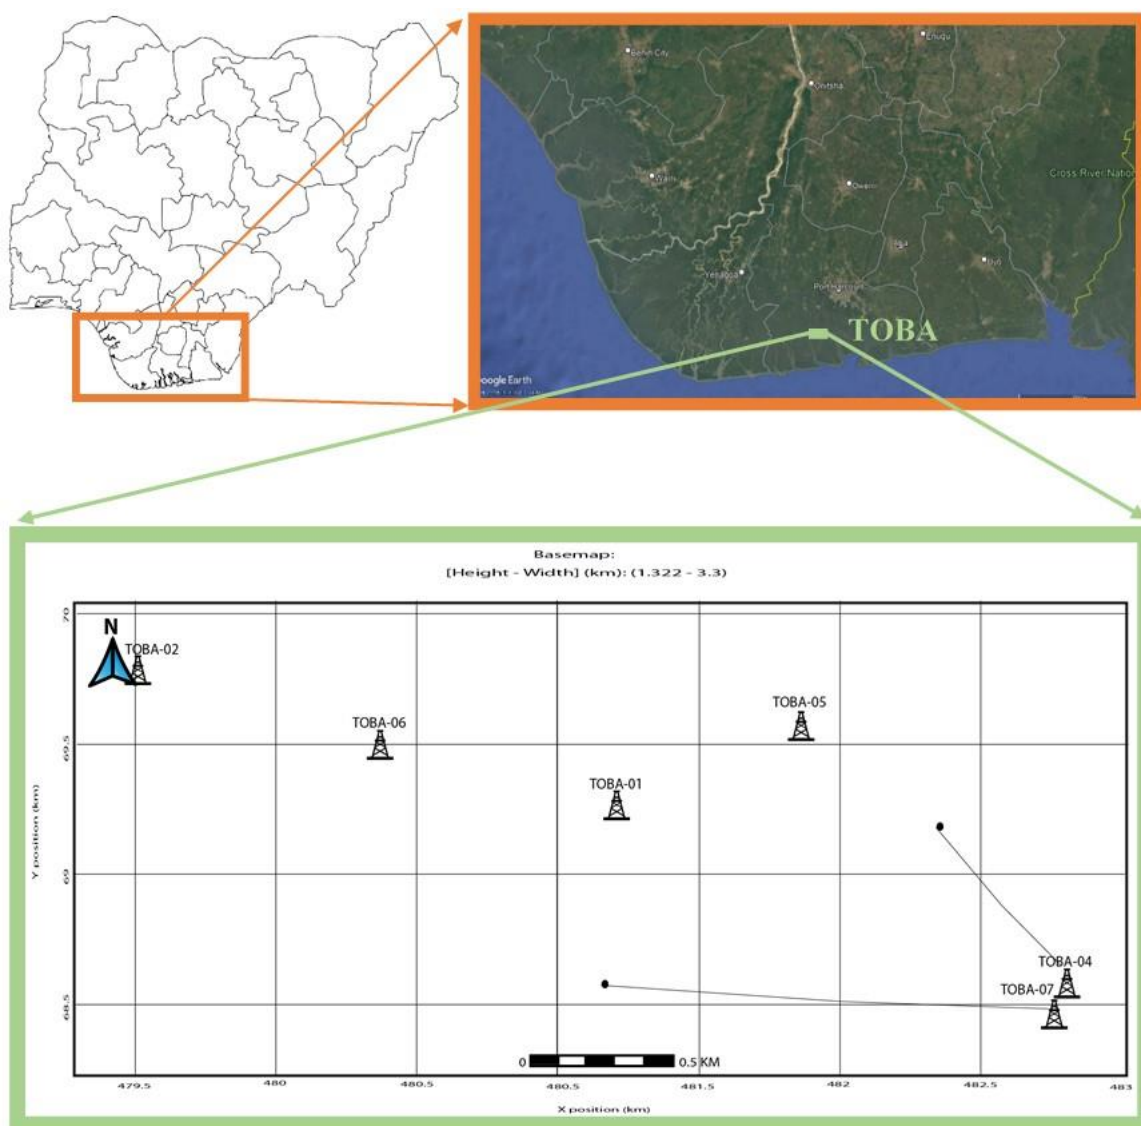 Benin City
Enugu
Onitsha
Warri
Cross River Nation
Yenagoa
Uyo
Port Harcourt
TOBA
oogle Earth
Basemap:
[Height - Width] (km): (1.322 - 3.3)
N
TOBA-02
TOBA-05
TOBA-06
TOBA-01
TOBA-04
TOBA-07
70
69.5
69
68.5
Y position (km)
0
0.5 KM
479.5
480
480.5
480.5
481.5
482
482.5
483
X position (km)